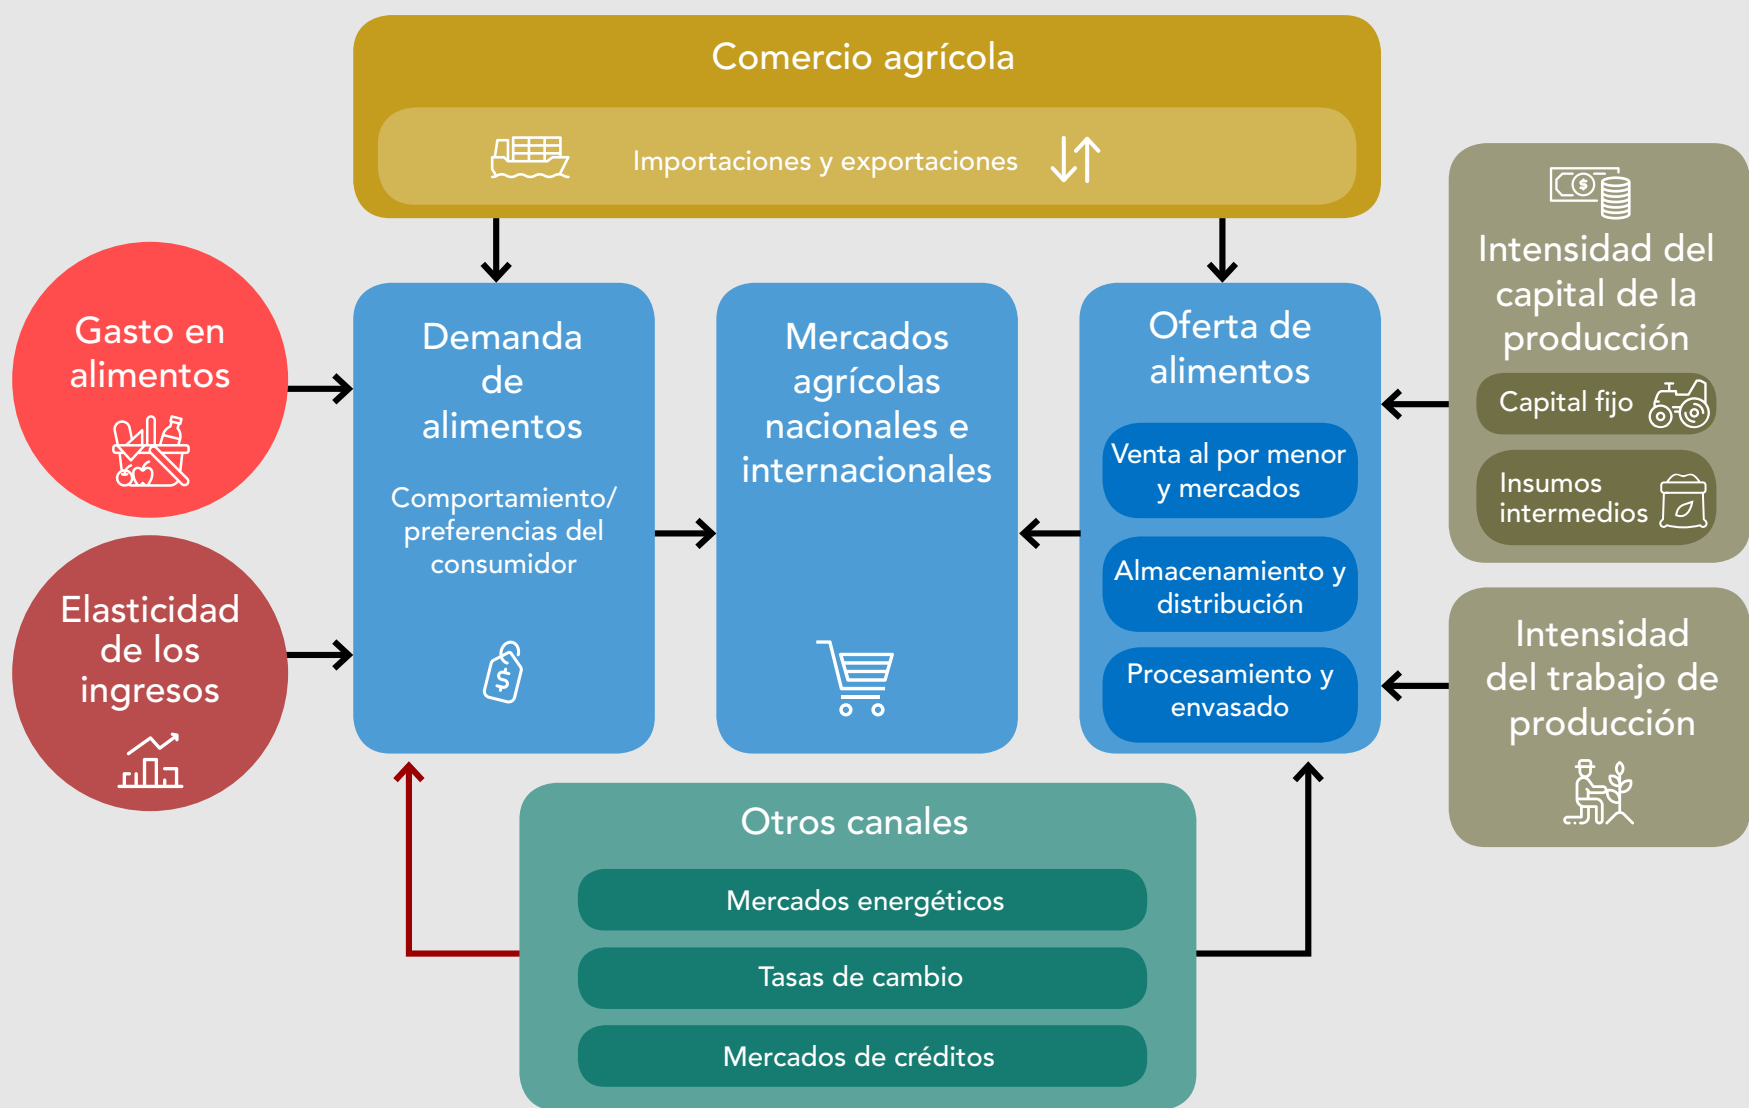 Comercio agrícola
Importaciones y exportaciones
Gasto en
alimentos
Elasticidad
de los
ingresos
Demanda
de
alimentos
Comportamiento/
preferencias del
consumidor
Mercados
agrícolas
nacionales e
internacionales
Oferta de
alimentos
Venta al por menor
y mercados
Almacenamiento y
distribución
Procesamiento y
envasado
Intensidad del
capital de la
producción
Capital fijo
Insumos
intermedios
Intensidad
del trabajo de
producción
Otros canales
Mercados energéticos
Tasas de cambio
Mercados de créditos